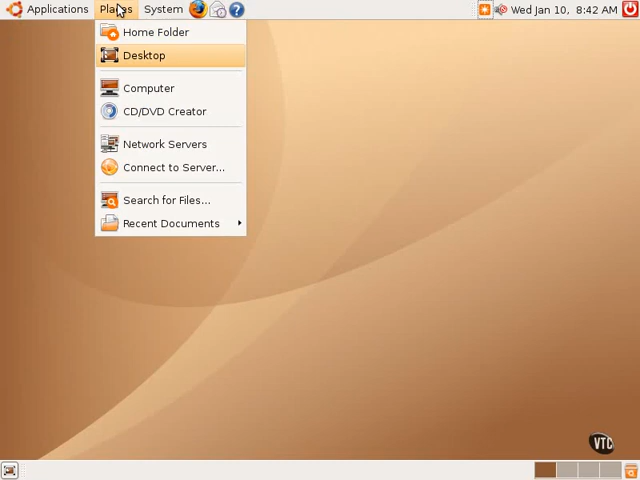 Applications Places System Wed Jan 10, 8:42 AM
Home Folder
Desktop
Computer
CD/DVD Creator
Network Servers
Connect to Server...
Search for Files...
Recent Documents
VTC